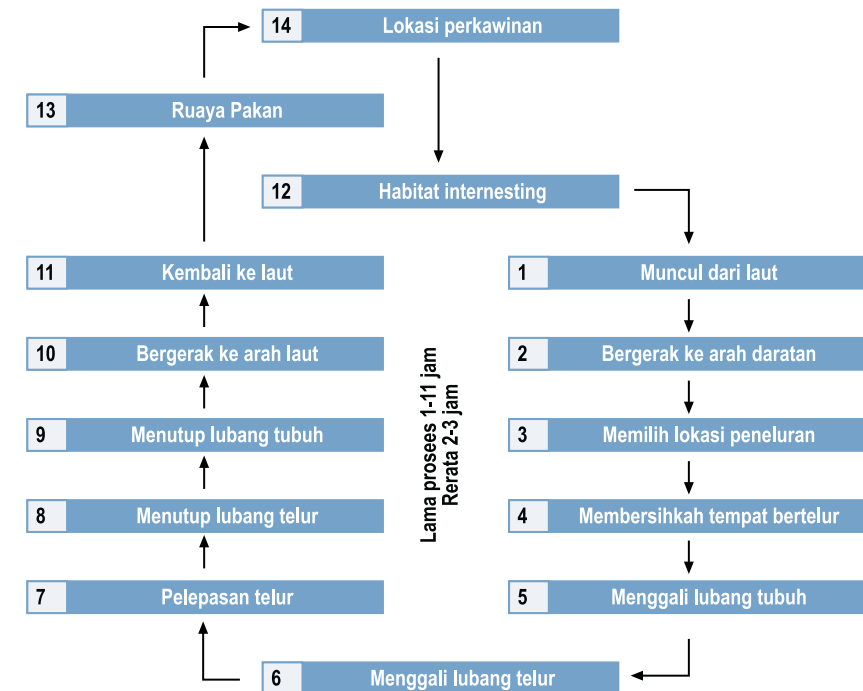 14 Lokasi perkawinan
13 Ruaya Pakan
12 Habitat internesting
11 Kembali ke laut
1 Muncul dari laut
10 Bergerak ke arah laut
2 Bergerak ke arah daratan
9 Menutup lubang tubuh
3 Memilih lokasi peneluran
8 Menutup lubang telur
4 Membersihkah tempat bertelur
7 Pelepasan telur
5 Menggali lubang tubuh
6 Menggali lubang telur
Lama prosees 1-11 jam
Rerata 2-3 jam